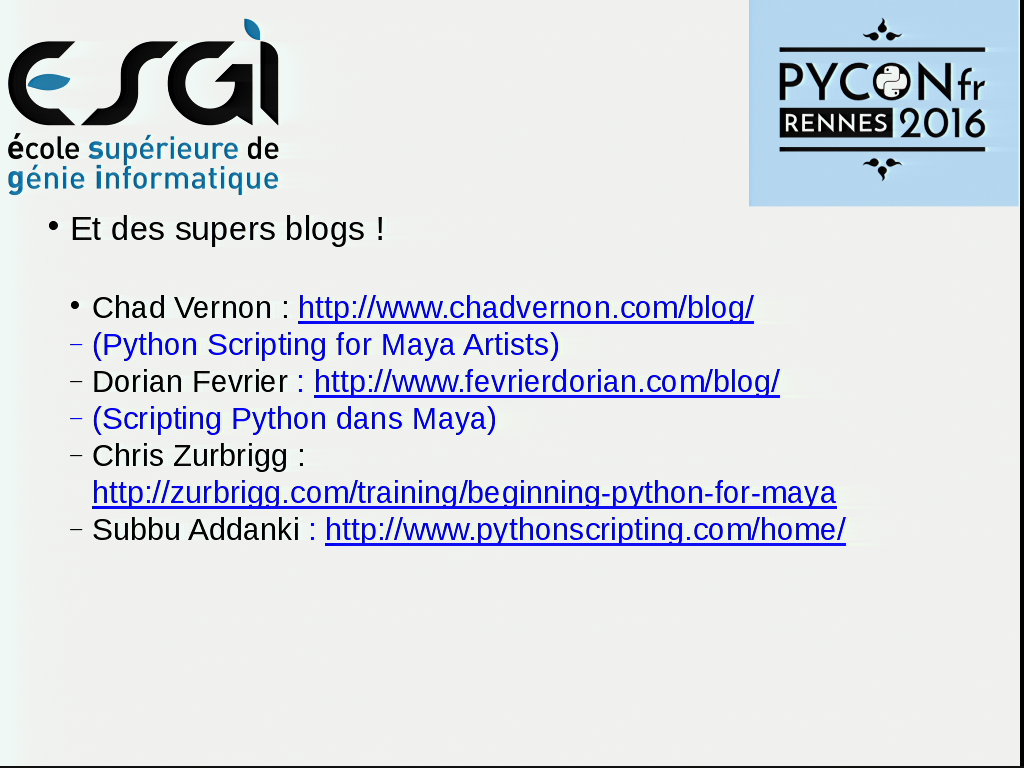 ESGI
école supérieure de
génie informatique
PYCONfr
RENNES 2016
• Et des supers blogs !
• Chad Vernon : http://www.chadvernon.com/blog/
– (Python Scripting for Maya Artists)
– Dorian Fevrier : http://www.fevrierdorian.com/blog/
– (Scripting Python dans Maya)
– Chris Zurbrigg :
http://zurbrigg.com/training/beginning-python-for-maya
– Subbu Addanki : http://www.pythonscripting.com/home/